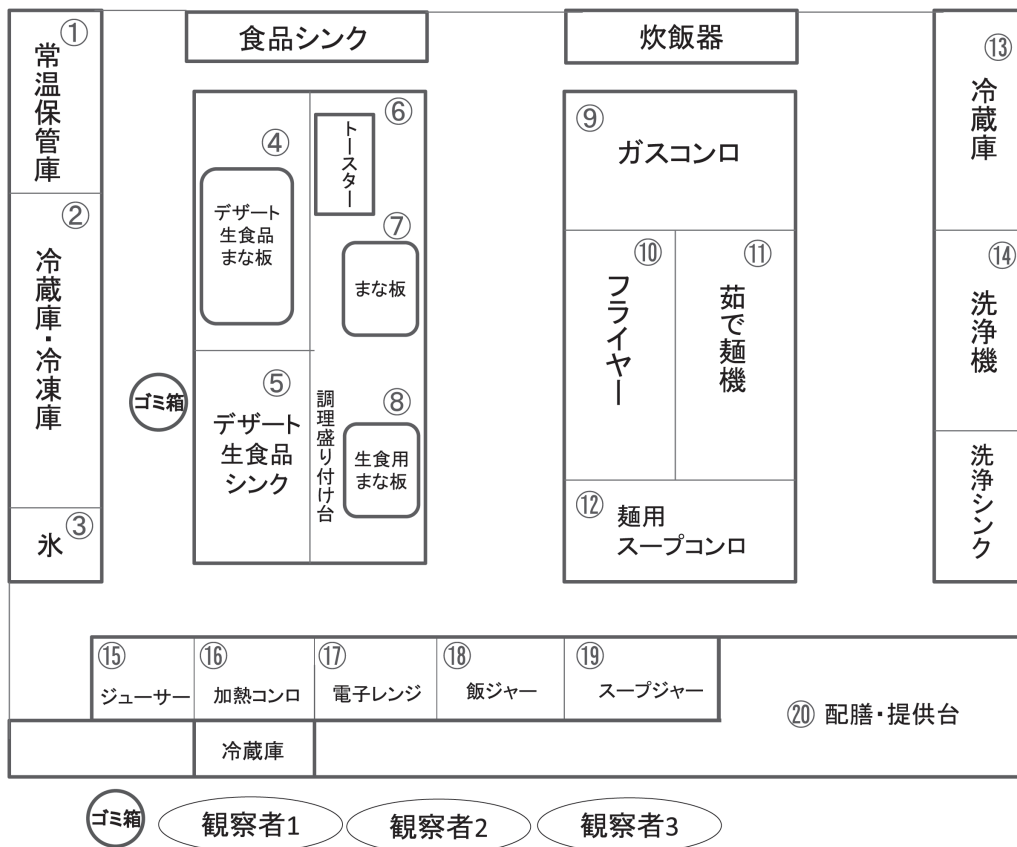 ①
常温保管庫
②
冷蔵庫・冷凍庫
③
氷
食品シンク
④
デザート
生食品
まな板
⑤
デザート
生食品
シンク
ゴミ箱
⑥
トースター
⑦
まな板
⑧
生食用
まな板
調理盛り付け台
炊飯器
⑨
ガスコンロ
⑩
フライヤー
⑪
茹で麺機
⑫
麺用
スープコンロ
⑬
冷蔵庫
⑭
洗浄機
洗浄シンク
⑮
ジューサー
⑯
加熱コンロ
⑰
電子レンジ
⑱
飯ジャー
⑲
スープジャー
⑳ 配膳・提供台
冷蔵庫
ゴミ箱
観察者1
観察者2
観察者3